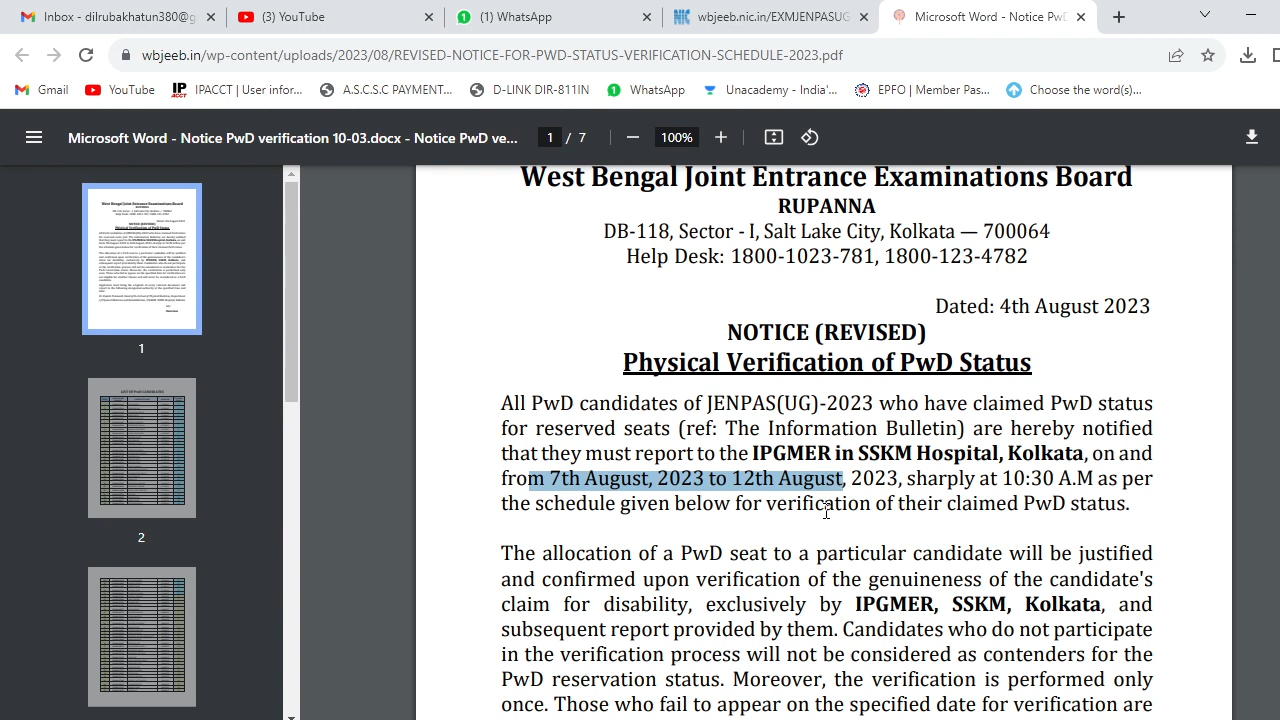 Inbox - dilrubakhatun380@g
(3) YouTube
(1) WhatsApp
wbjeeb.nic.in/EXMJENPASUG
Microsoft Word - Notice PwD
wbjeeb.in/wp-content/uploads/2023/08/REVISED-NOTICE-FOR-PWD-STATUS-VERIFICATION-SCHEDULE-2023.pdf
Gmail YouTube IPACCT | User infor... A.S.C.S.C PAYMENT... D-LINK DIR-811IN WhatsApp Unacademy - India'... EPFO | Member Pas... Choose the word(s)...
Microsoft Word - Notice PwD verification 10-03.docx - Notice PwD ve... 1 / 7 100%
West Bengal Joint Entrance Examinations Board
RUPANNA
DB-118, Sector - I, Salt Lake City, Kolkata — 700064
Help Desk: 1800-1023-781, 1800-123-4782
Dated: 4th August 2023
NOTICE (REVISED)
Physical Verification of PwD Status
All PwD candidates of JENPAS(UG)-2023 who have claimed PwD status
for reserved seats (ref: The Information Bulletin) are hereby notified
that they must report to the IPGMER in SSKM Hospital, Kolkata, on and
from 7th August, 2023 to 12th August, 2023, sharply at 10:30 A.M as per
the schedule given below for verification of their claimed PwD status.
The allocation of a PwD seat to a particular candidate will be justified
and confirmed upon verification of the genuineness of the candidate's
claim for disability, exclusively by IPGMER, SSKM, Kolkata, and
subsequent report provided by them. Candidates who do not participate
in the verification process will not be considered as contenders for the
PwD reservation status. Moreover, the verification is performed only
once. Those who fail to appear on the specified date for verification are
1
2